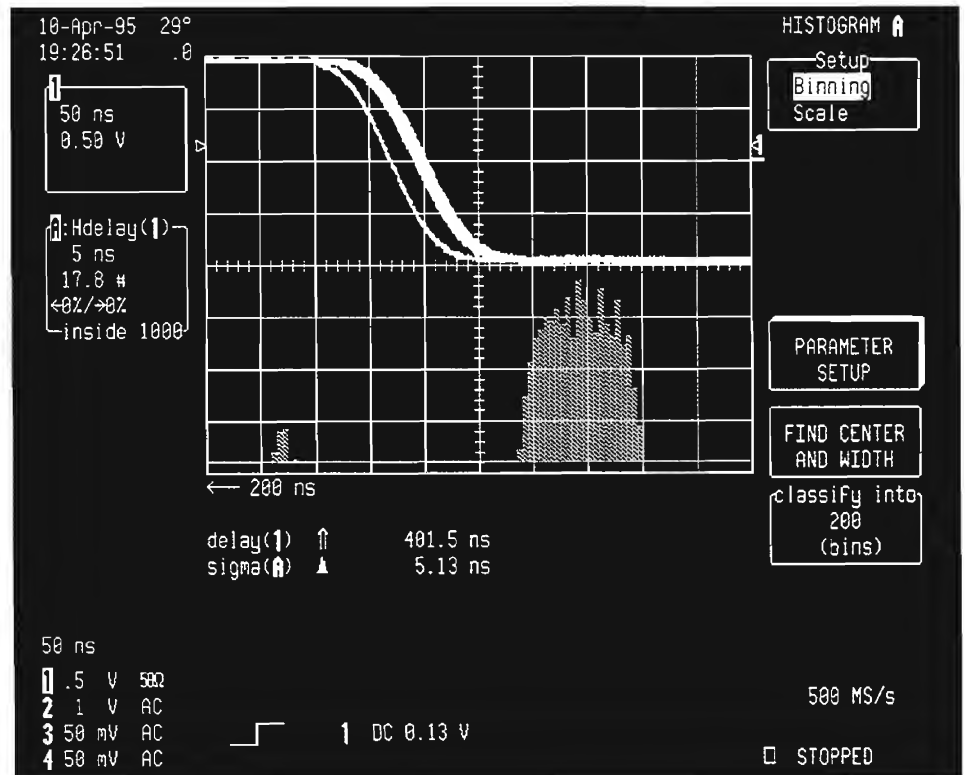 10-Apr-95 29°
19:26:51 .0
HISTOGRAM A
Setup
Binning
Scale
1
50 ns
0.50 V
1
A:Hdelay(1)
5 ns
17.8 #
←0%/→0%
inside 1000
PARAMETER
SETUP
FIND CENTER
AND WIDTH
classify into
200
(bins)
← 200 ns
delay(1) ⇧ 401.5 ns
sigma(A) 5.13 ns
50 ns
1 .5 V 50Ω
2 1 V AC
3 50 mV AC
4 50 mV AC
1 DC 0.13 V
500 MS/s
□ STOPPED